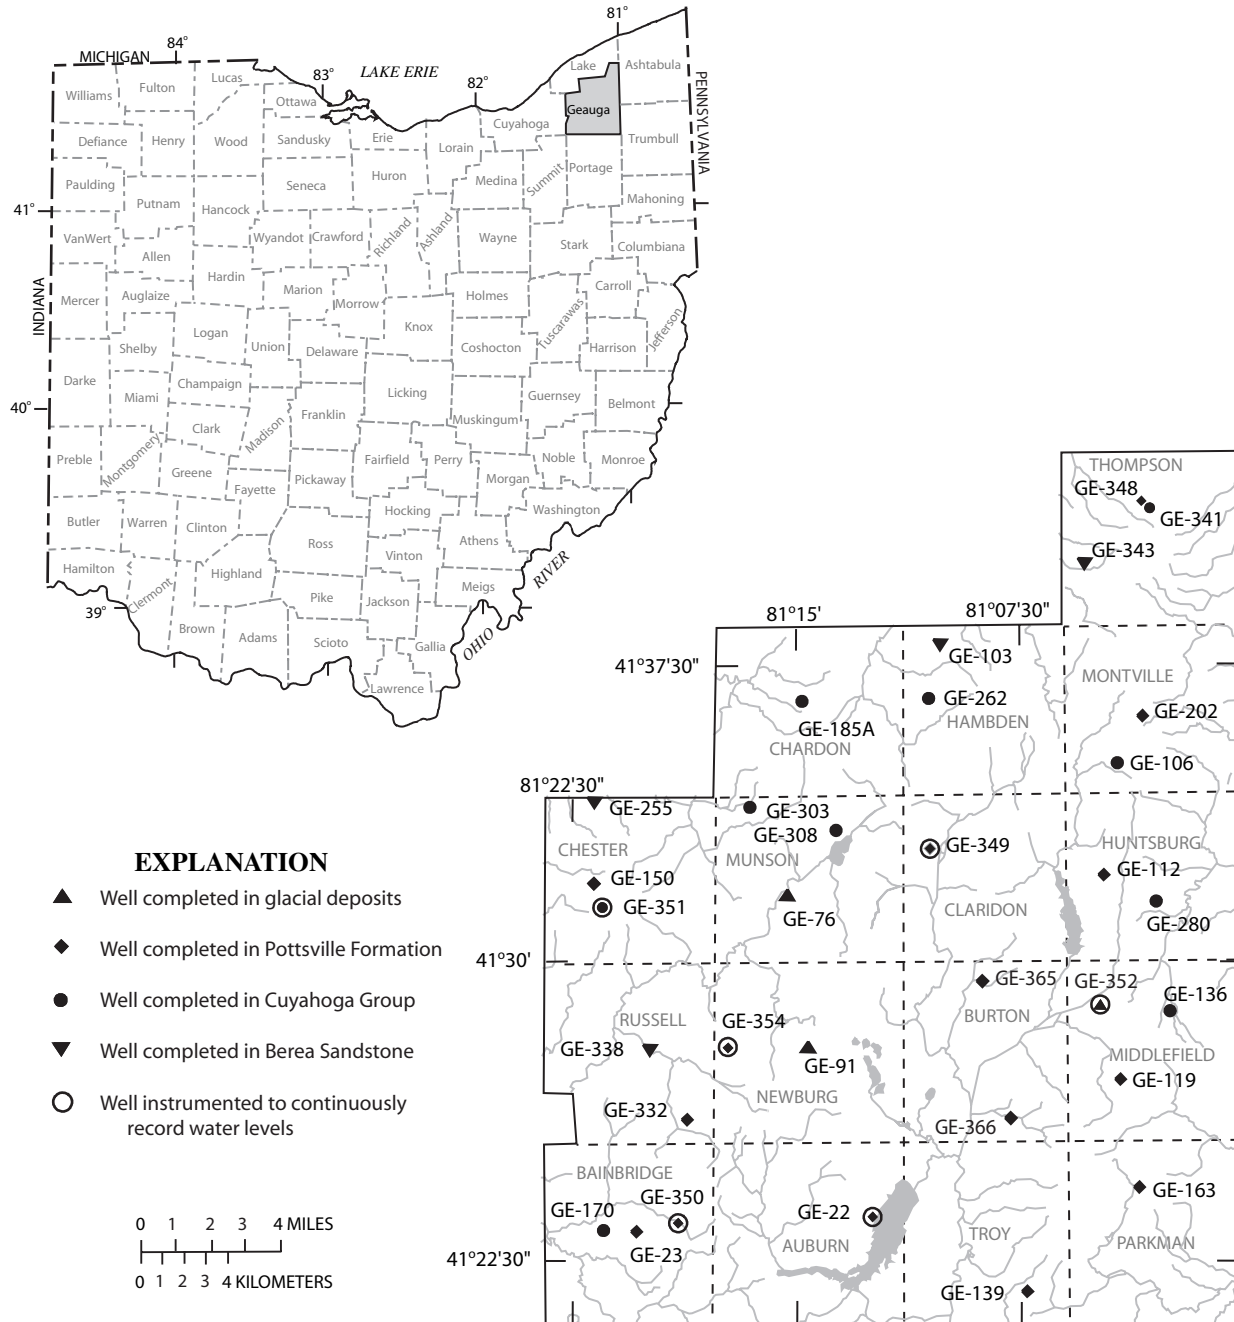 81°
84°
MICHIGAN
83°
LAKE ERIE
82°
Lake
Ashtabula
Williams
Fulton
Lucas
Ottawa
Geauga
PENNSYLVANIA
Defiance
Henry
Wood
Sandusky
Erie
Lorain
Cuyahoga
Trumbull
Paulding
Putnam
Hancock
Seneca
Huron
Medina
Summit
Portage
Mahoning
41°
VanWert
Allen
Wyandot
Crawford
Richland
Ashland
Wayne
Stark
Columbiana
INDIANA
Mercer
Auglaize
Hardin
Marion
Morrow
Holmes
Tuscarawas
Carroll
Jefferson
Shelby
Logan
Union
Delaware
Knox
Coshocton
Harrison
Darke
Miami
Champaign
Licking
Guernsey
Belmont
40°
Clark
Madison
Franklin
Muskingum
Preble
Montgomery
Greene
Fayette
Pickaway
Fairfield
Perry
Morgan
Noble
Monroe
Butler
Warren
Clinton
Ross
Hocking
Athens
Washington
Hamilton
Clermont
Highland
Pike
Vinton
Jackson
Meigs
39°
Brown
Adams
Scioto
Gallia
Lawrence
OHIO
RIVER
THOMPSON
GE-348
GE-341
GE-343
81°15'
81°07'30"
41°37'30"
GE-103
MONTVILLE
GE-262
GE-202
HAMBDEN
GE-185A
CHARDON
GE-106
81°22'30"
GE-255
GE-303
GE-308
CHESTER
MUNSON
GE-349
HUNTSBURG
GE-112
GE-150
GE-351
GE-76
CLARIDON
GE-280
41°30'
GE-365
GE-352
GE-136
RUSSELL
GE-354
BURTON
GE-338
GE-91
MIDDLEFIELD
GE-119
NEWBURG
GE-332
GE-366
BAINBRIDGE
GE-350
GE-170
GE-22
GE-163
GE-23
AUBURN
TROY
PARKMAN
41°22'30"
GE-139
EXPLANATION
Well completed in glacial deposits
Well completed in Pottsville Formation
Well completed in Cuyahoga Group
Well completed in Berea Sandstone
Well instrumented to continuously
record water levels
0 1 2 3 4 MILES
0 1 2 3 4 KILOMETERS